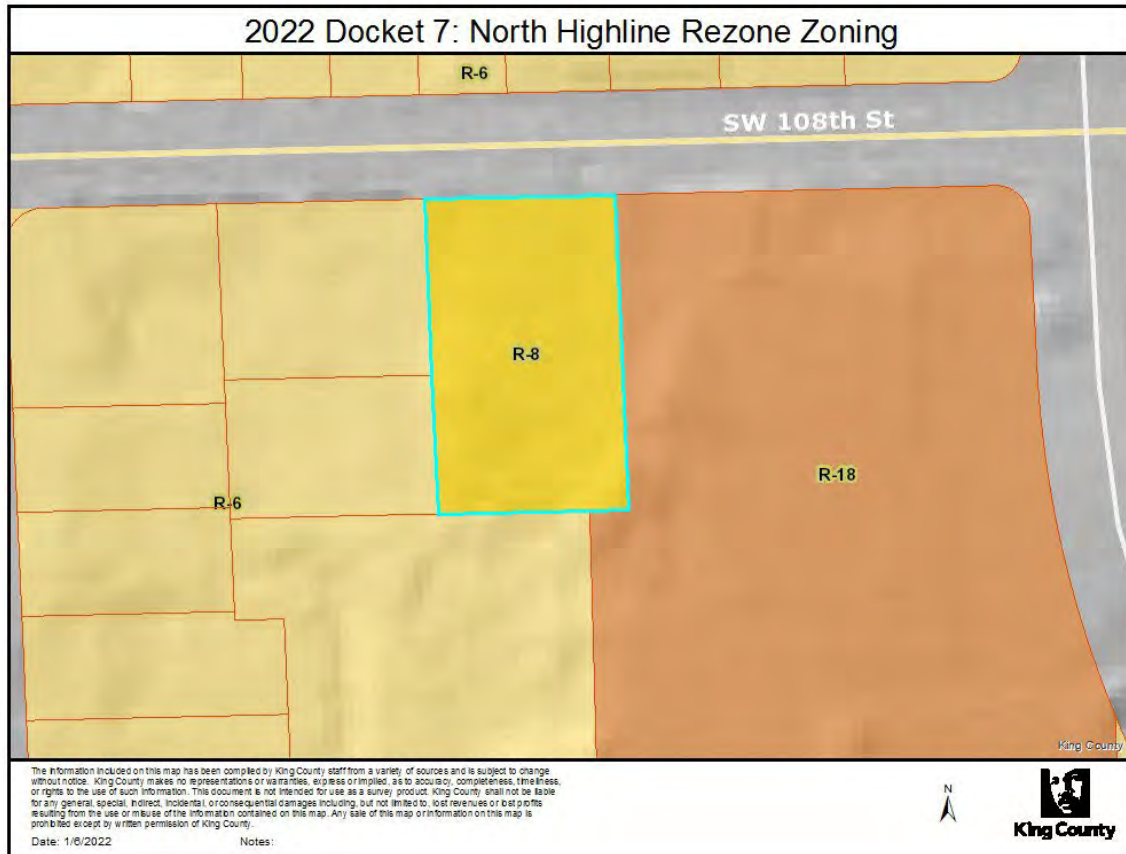 2022 Docket 7: North Highline Rezone Zoning
R-6
SW 108th St
R-8
R-18
R-6
King County
The information included on this map has been compiled by King County staff from a variety of sources and is subject to change
without notice. King County makes no representations or warranties, express or implied, as to accuracy, completeness, timeliness,
or rights to the use of such information. This document is not intended for use as a survey product. King County shall not be liable
for any general, special, indirect, incidental, or consequential damages including, but not limited to, lost revenues or lost profits
resulting from the use or misuse of the information contained on this map. Any sale of this map or information on this map is
prohibited except by written permission of King County.
Date: 1/6/2022 Notes:
N
King County